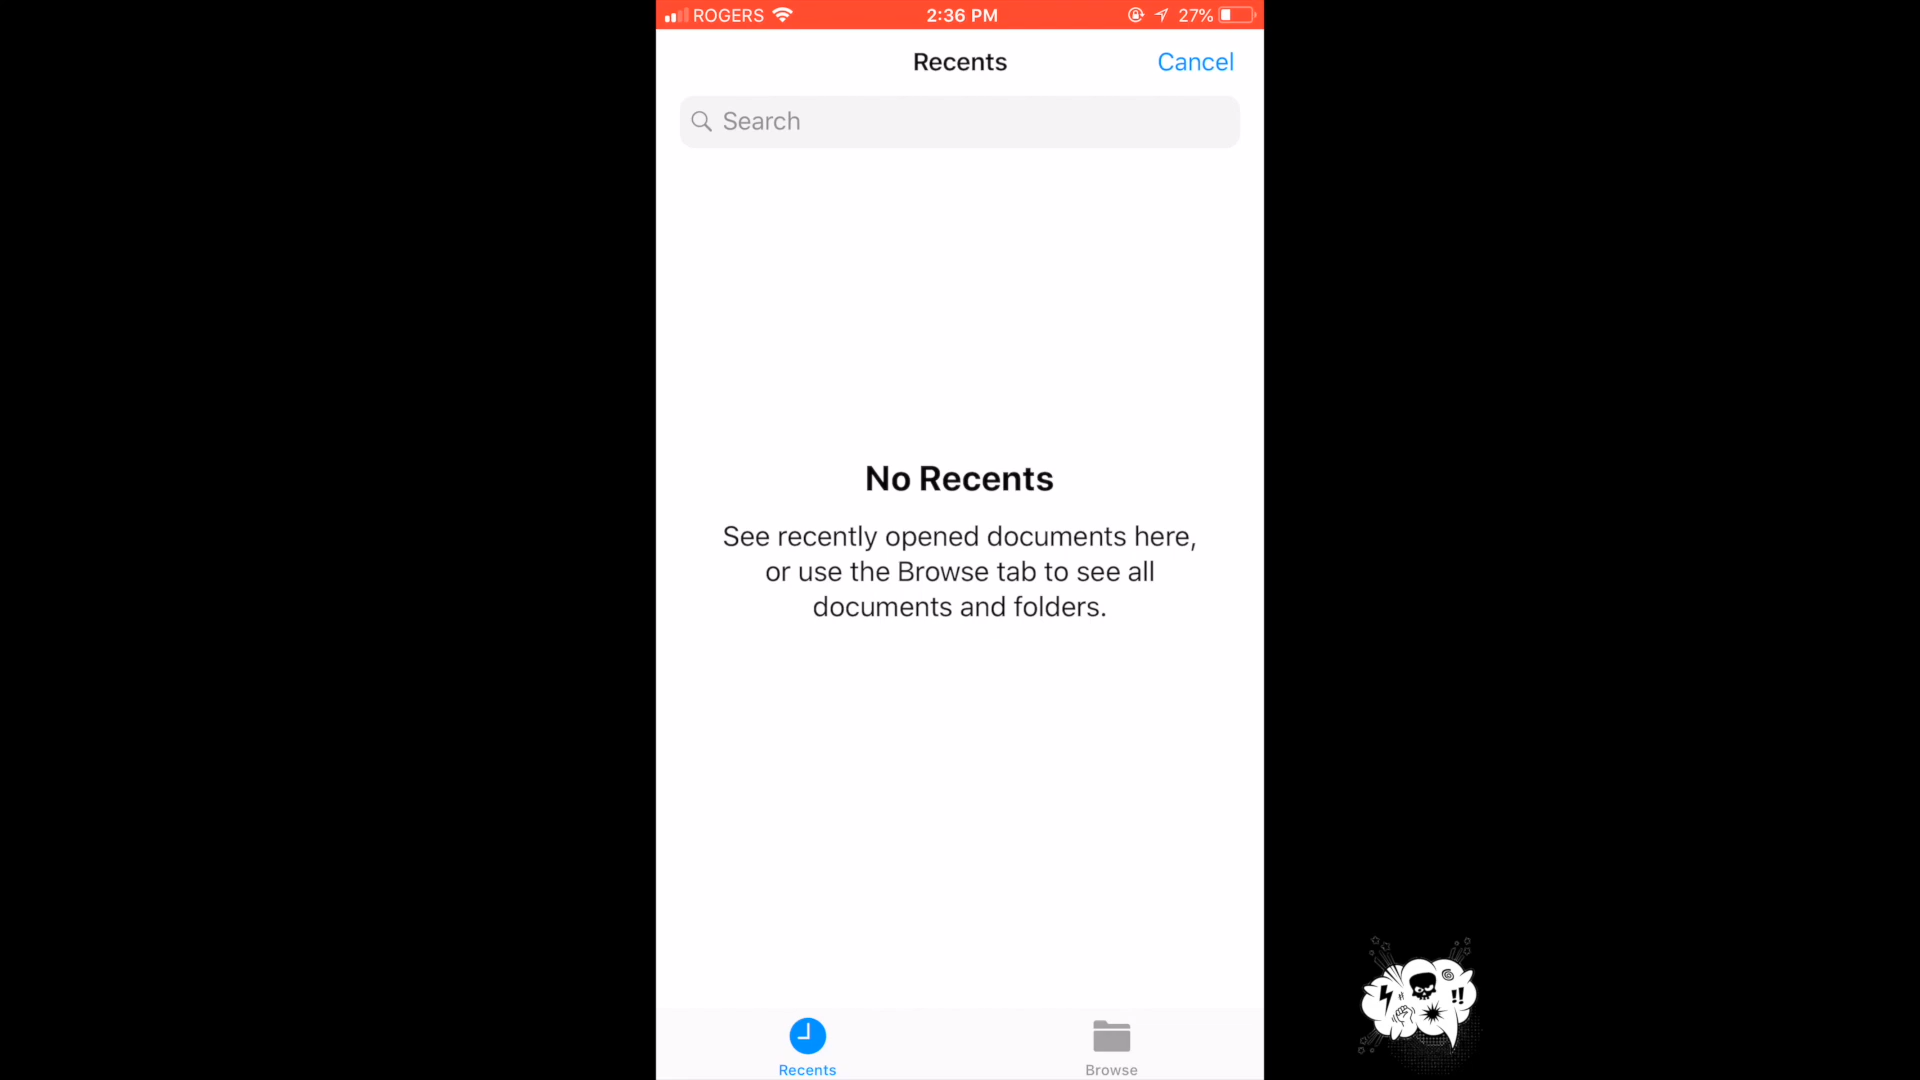 ROGERS 2:36 PM 27%
Recents Cancel
Search
No Recents
See recently opened documents here,
or use the Browse tab to see all
documents and folders.
Recents Browse
!!